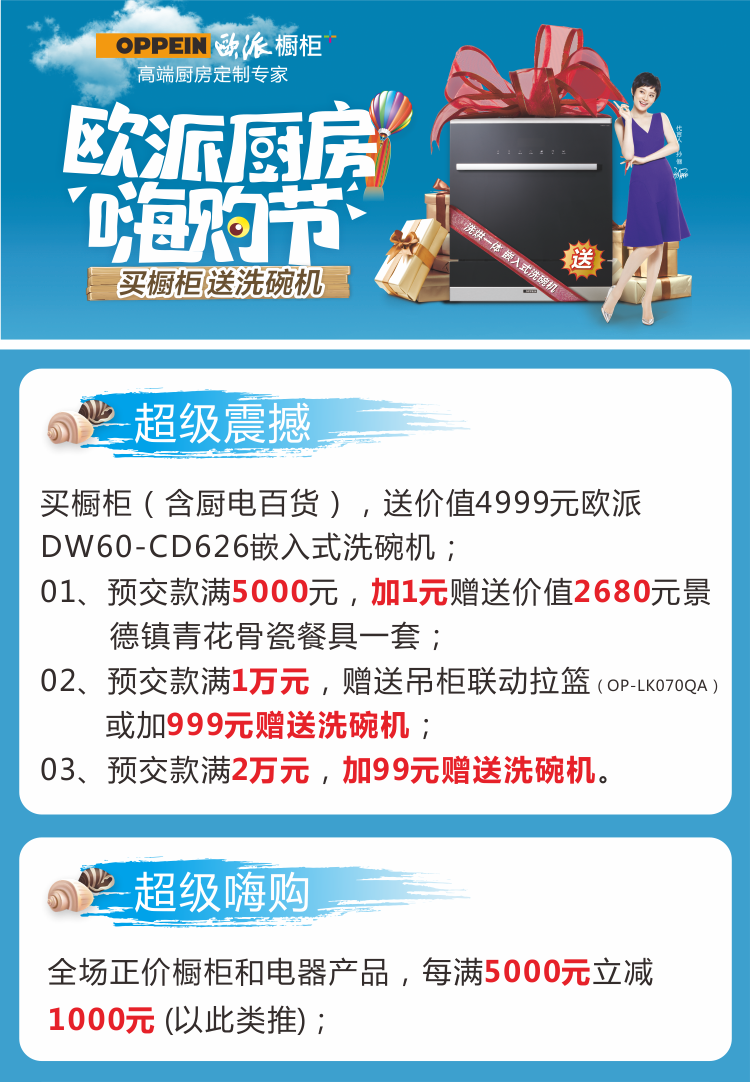 OPPEIN 欧派 橱柜
高端厨房定制专家
欧派厨房
嗨购节
买橱柜 送洗碗机
洗烘一体 嵌入式洗碗机
送
超级震撼
买橱柜（含厨电百货），送价值4999元欧派
DW60-CD626嵌入式洗碗机；
01、预交款满5000元，加1元赠送价值2680元景
德镇青花骨瓷餐具一套；
02、预交款满1万元，赠送吊柜联动拉篮（OP-LK070QA）
或加999元赠送洗碗机；
03、预交款满2万元，加99元赠送洗碗机。
超级嗨购
全场正价橱柜和电器产品，每满5000元立减
1000元 (以此类推)；